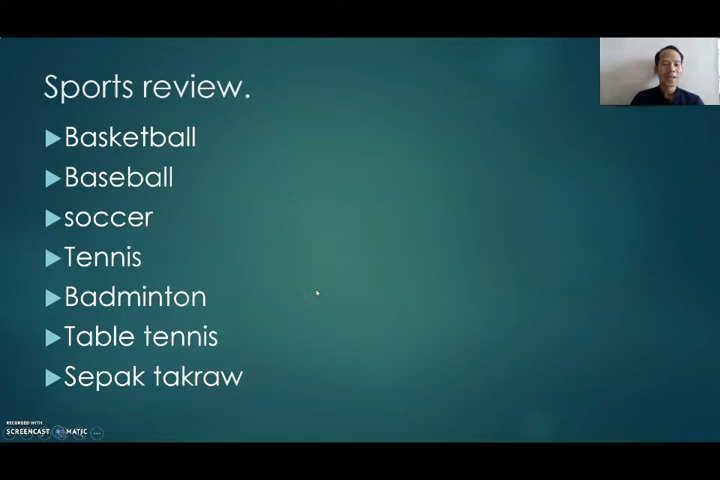 Sports review.
Basketball
Baseball
soccer
Tennis
Badminton
Table tennis
Sepak takraw
RECORDED WITH
SCREENCAST MATIC